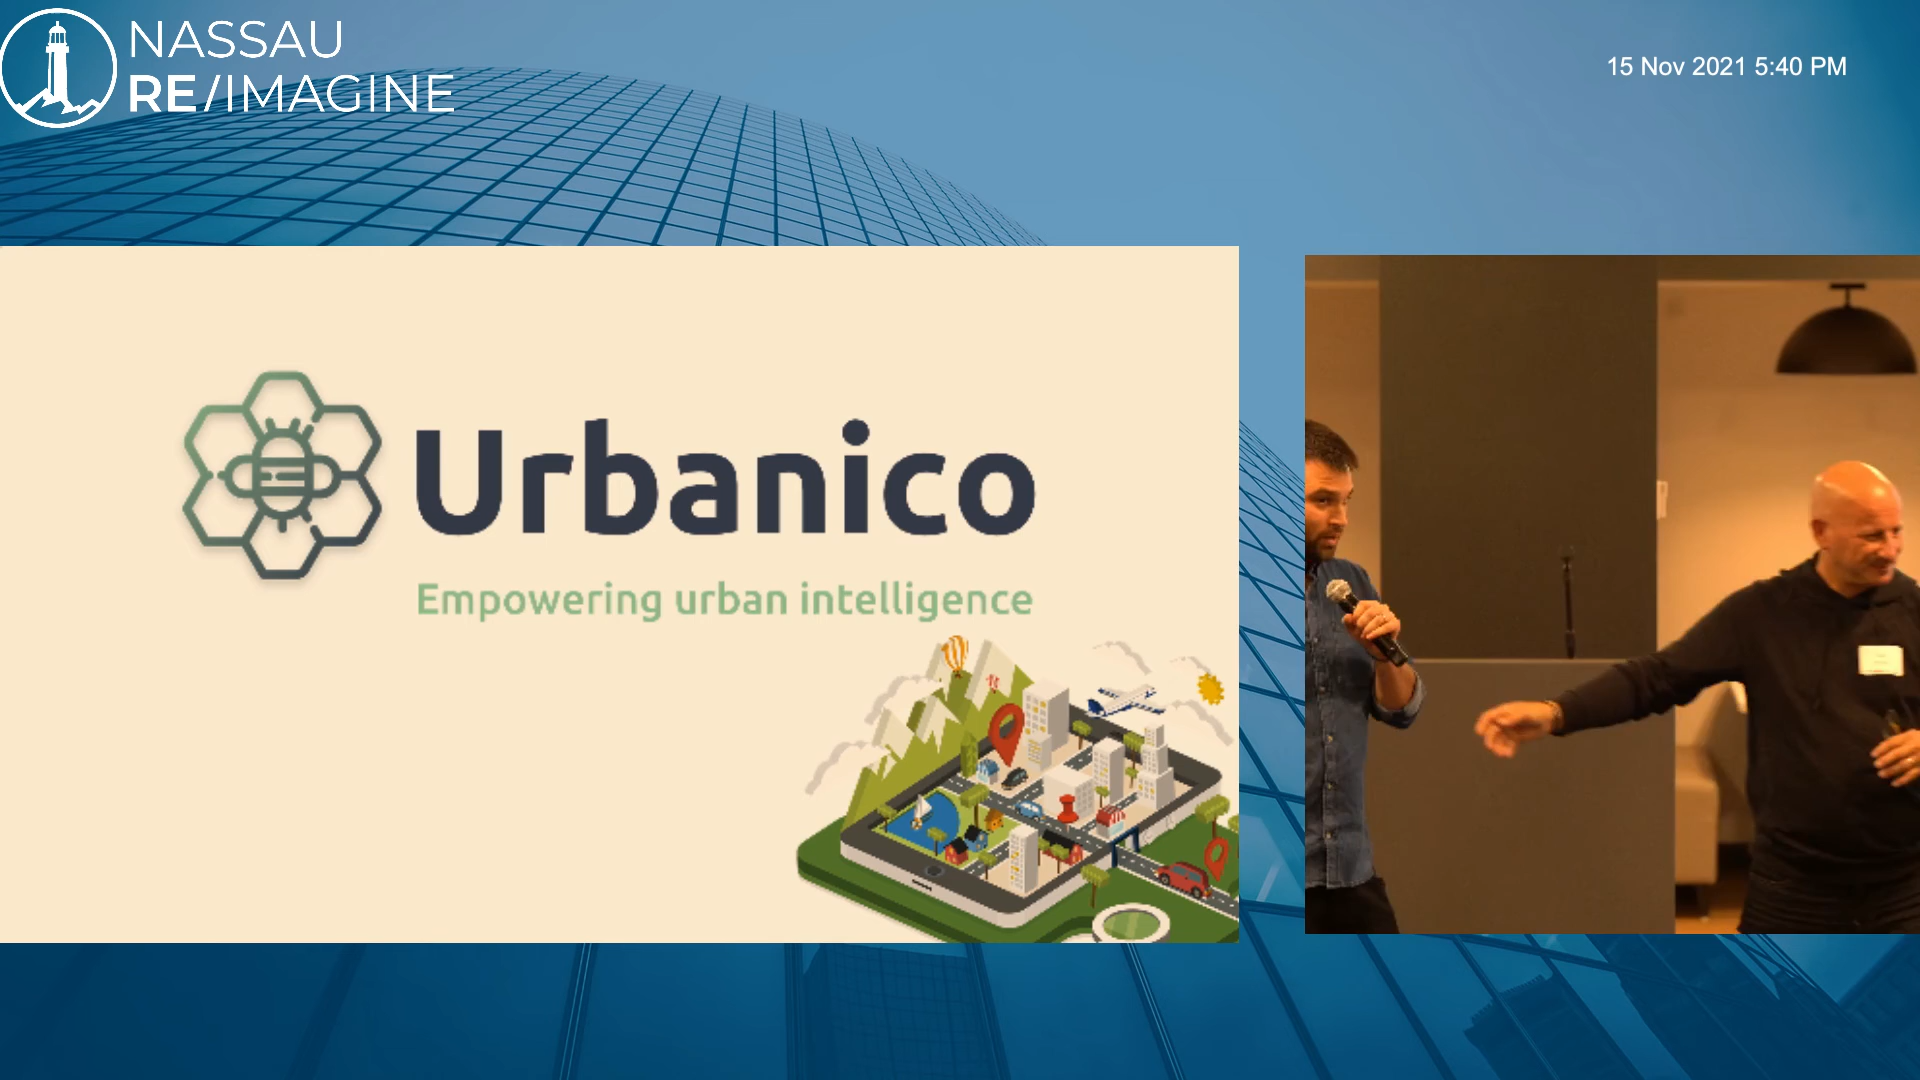 NASSAU
RE/IMAGINE
15 Nov 2021 5:40 PM
Urbanico
Empowering urban intelligence